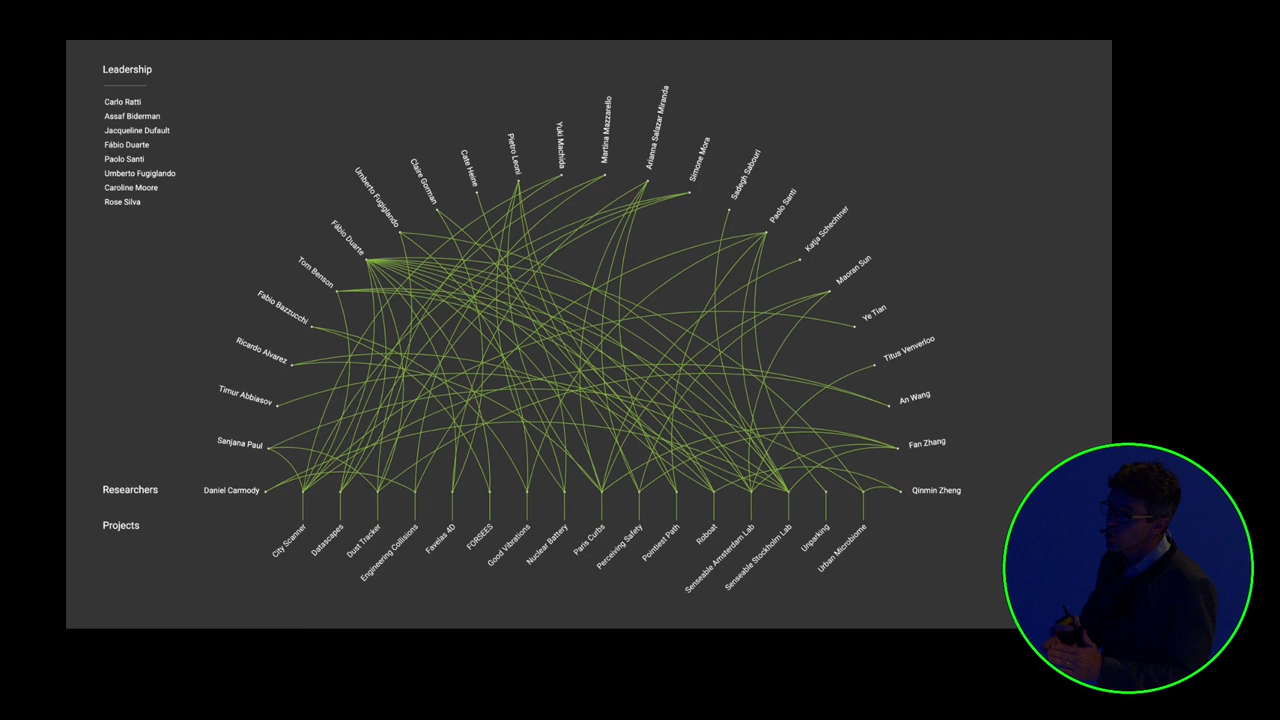 Leadership
Carlo Ratti
Assaf Biderman
Jacqueline Dufault
Fábio Duarte
Paolo Santi
Umberto Fugiglando
Caroline Moore
Rose Silva
Researchers
Daniel Carmody
Sanjana Paul
Timur Abbiasov
Ricardo Alvarez
Fabio Bazzucchi
Tom Benson
Fábio Duarte
Umberto Fugiglando
Claire Gorman
Cate Heine
Pietro Leoni
Yuki Machida
Martina Mazzarello
Arianna Salazar Miranda
Simone Mora
Sadegh Sabouri
Paolo Santi
Katja Schechtner
Maoran Sun
Ye Tian
Titus Venverloo
An Wang
Fan Zhang
Qinmin Zheng
Projects
City Scanner
Datascapes
Dust Tracker
Engineering Collisions
Favelas 4D
FORSEES
Good Vibrations
Nuclear Battery
Paris Curbs
Perceiving Safety
Pointiest Path
Roboat
Senseable Amsterdam Lab
Senseable Stockholm Lab
Unparking
Urban Microbiome